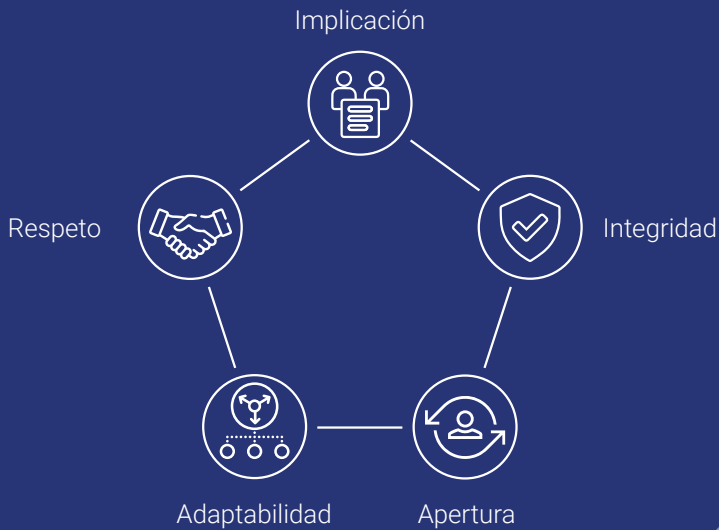 Implicación
Respeto
Integridad
Adaptabilidad
Apertura